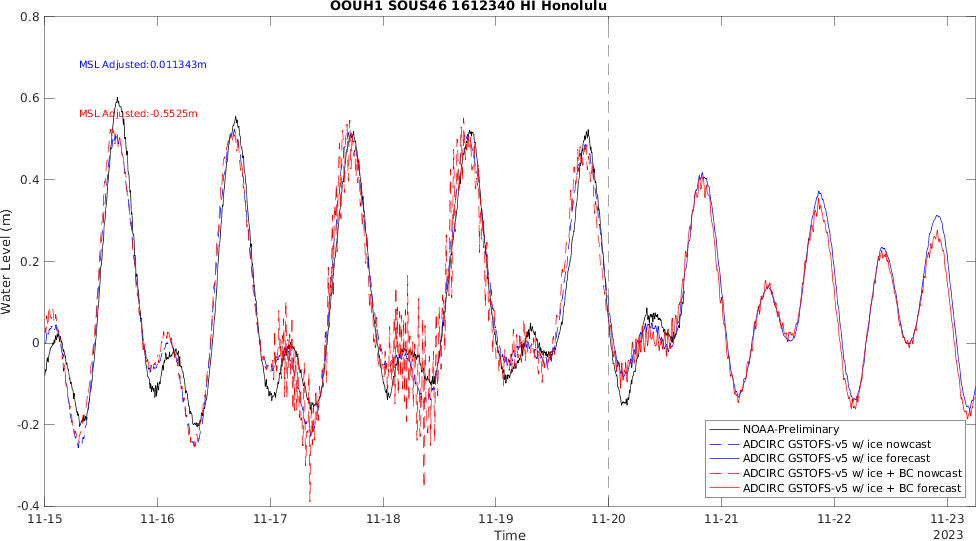 OOUH1 SOUS46 1612340 HI Honolulu
0.8
MSL Adjusted:0.011343m
0.6
MSL Adjusted:-0.5525m
0.4
Water Level (m)
0.2
0
-0.2
NOAA-Preliminary
ADCIRC GSTOFS-v5 w/ ice nowcast
ADCIRC GSTOFS-v5 w/ ice forecast
ADCIRC GSTOFS-v5 w/ ice + BC nowcast
ADCIRC GSTOFS-v5 w/ ice + BC forecast
-0.4
11-15 11-16 11-17 11-18 11-19 11-20 11-21 11-22 11-23
Time 2023